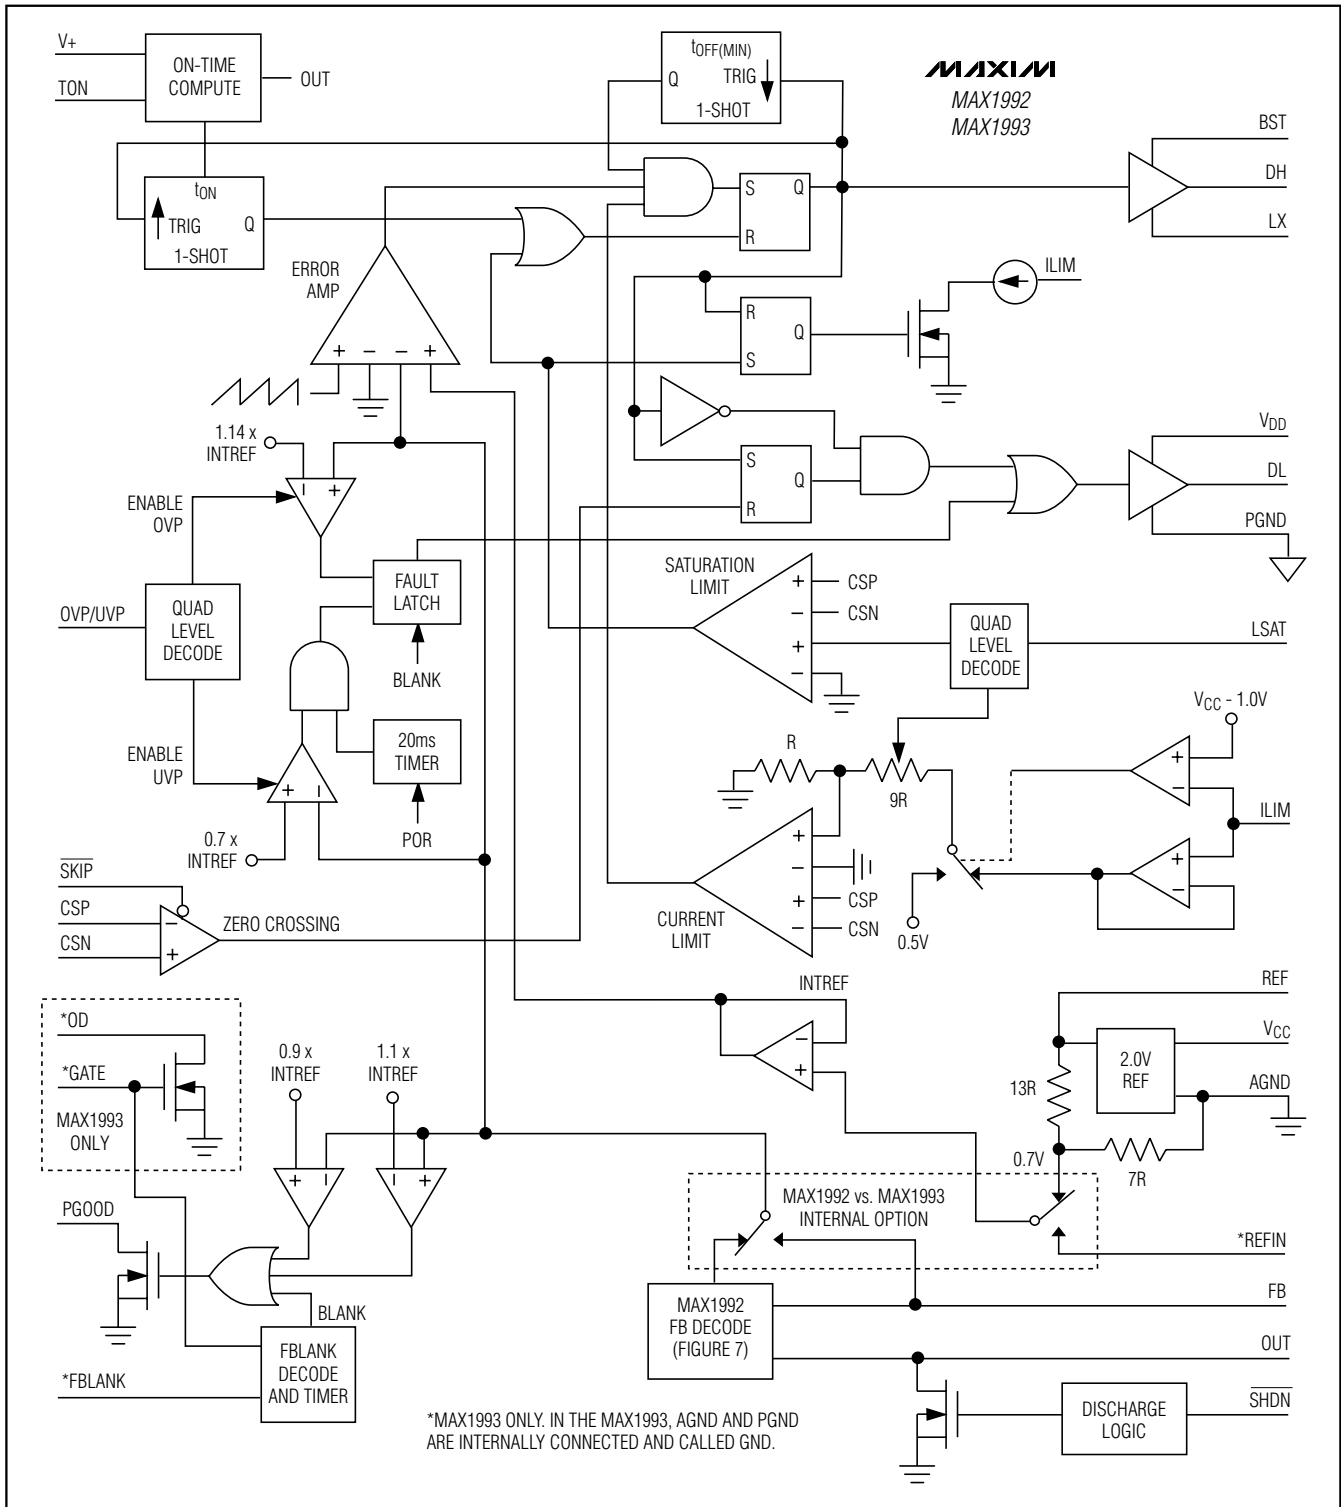 V+
TON
ON-TIME
COMPUTE
OUT
tOFF(MIN)
Q
TRIG
1-SHOT
MAXIM
MAX1992
MAX1993
BST
DH
LX
tON
TRIG
Q
1-SHOT
S
Q
R
ERROR
AMP
+ − − +
R
Q
S
ILIM
1.14 x
INTREF
− +
ENABLE
OVP
S
Q
R
VDD
DL
PGND
OVP/UVP
QUAD
LEVEL
DECODE
FAULT
LATCH
BLANK
SATURATION
LIMIT
+ CSP
− CSN
+
−
QUAD
LEVEL
DECODE
LSAT
VCC - 1.0V
ENABLE
UVP
20ms
TIMER
POR
+ −
0.7 x
INTREF
R
9R
+
−
ILIM
+
−
0.5V
CURRENT
LIMIT
+
−
+ CSP
− CSN
SKIP
CSP
CSN
−
+
ZERO CROSSING
INTREF
−
+
REF
VCC
2.0V
REF
AGND
13R
0.7V
7R
*OD
*GATE
MAX1993
ONLY
0.9 x
INTREF
1.1 x
INTREF
+ −
− +
MAX1992 vs. MAX1993
INTERNAL OPTION
*REFIN
PGOOD
BLANK
FBLANK
DECODE
AND TIMER
*FBLANK
MAX1992
FB DECODE
(FIGURE 7)
FB
OUT
DISCHARGE
LOGIC
SHDN
*MAX1993 ONLY. IN THE MAX1993, AGND AND PGND
ARE INTERNALLY CONNECTED AND CALLED GND.